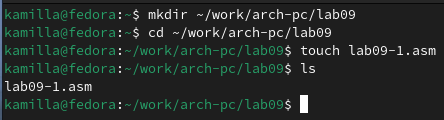 kamilla@fedora:~$ mkdir ~/work/arch-pc/lab09
kamilla@fedora:~$ cd ~/work/arch-pc/lab09
kamilla@fedora:~/work/arch-pc/lab09$ touch lab09-1.asm
kamilla@fedora:~/work/arch-pc/lab09$ ls
lab09-1.asm
kamilla@fedora:~/work/arch-pc/lab09$